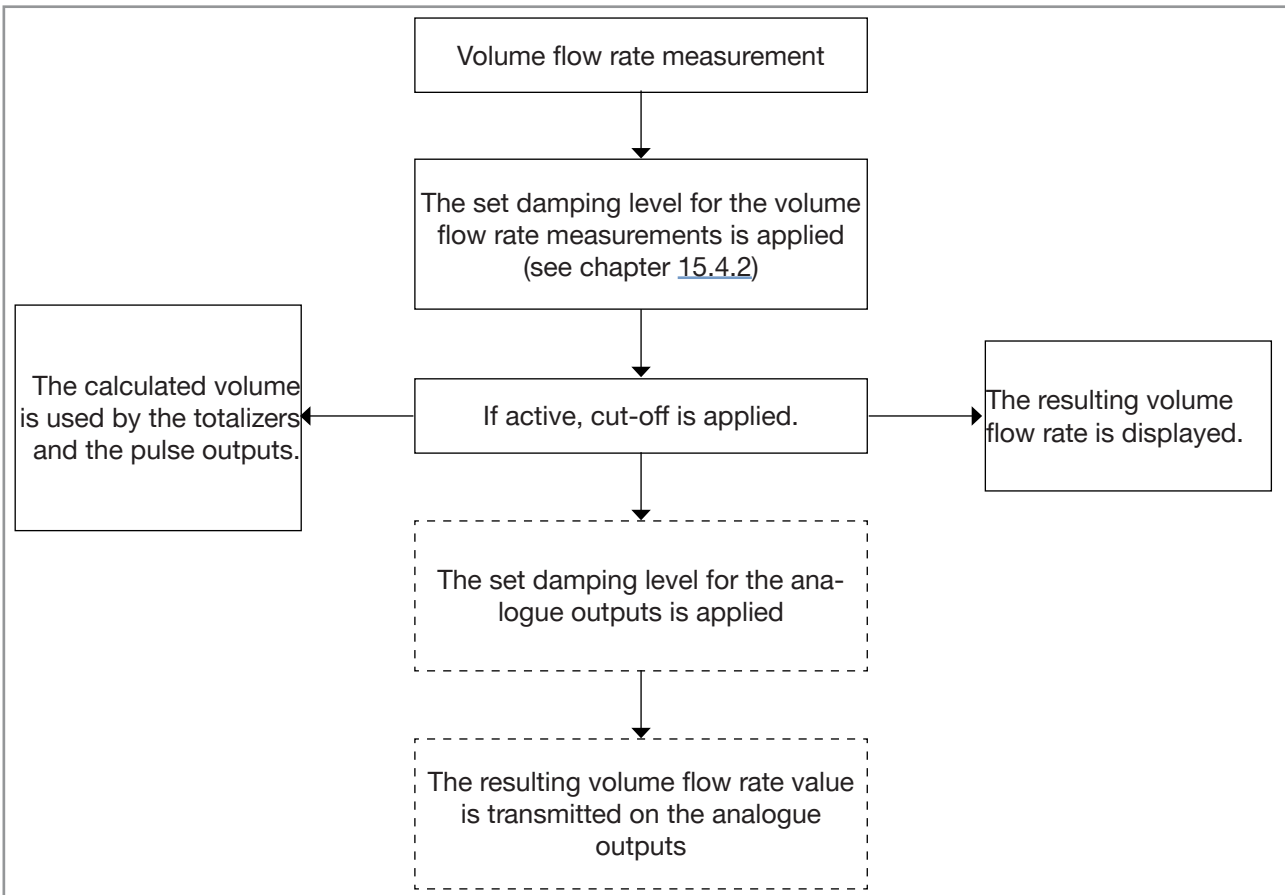 Volume flow rate measurement
The set damping level for the volume
flow rate measurements is applied
(see chapter 15.4.2)
The calculated volume
is used by the totalizers
and the pulse outputs.
If active, cut-off is applied.
The resulting volume
flow rate is displayed.
The set damping level for the ana-
logue outputs is applied
The resulting volume flow rate value
is transmitted on the analogue
outputs